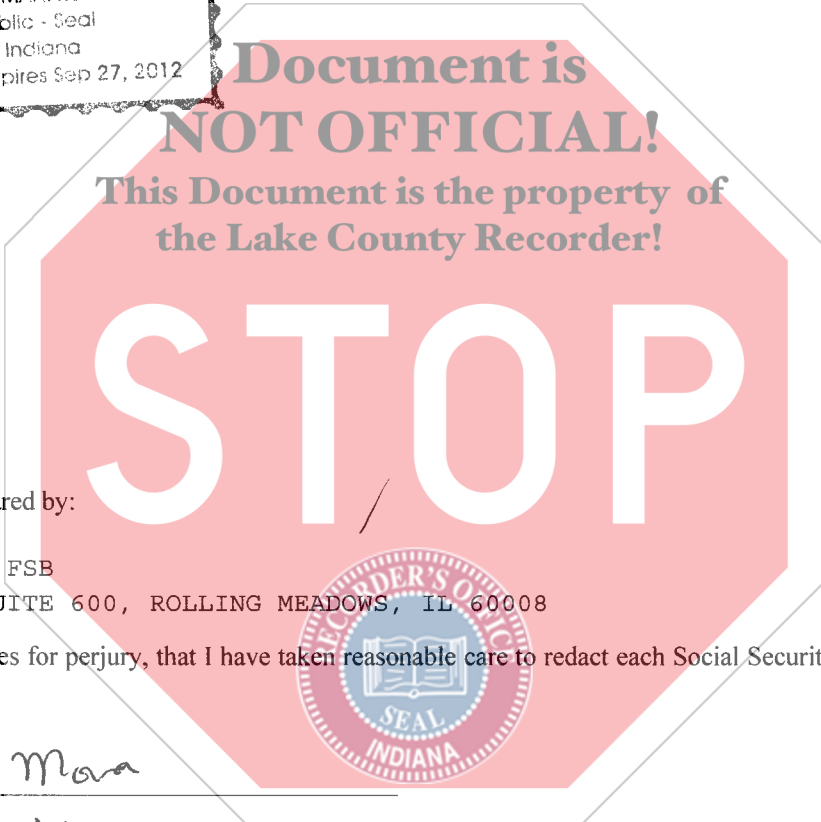 blic - Seal
Indiana
pires Sep 27, 2012
Document is
NOT OFFICIAL!
This Document is the property of
the Lake County Recorder!
STOP
red by:
FSB
UITE 600, ROLLING MEADOWS, IL 60008
RECORDER'S OFFICE
es for perjury, that I have taken reasonable care to redact each Social Securit
SEAL
INDIANA